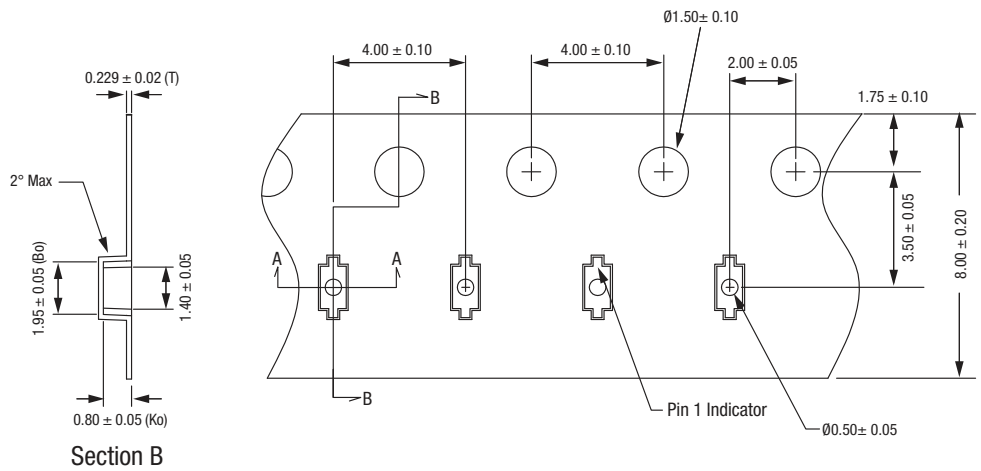 Ø1.50± 0.10
4.00 ± 0.10
4.00 ± 0.10
2.00 ± 0.05
0.229 ± 0.02 (T)
B
1.75 ± 0.10
2° Max
3.50 ± 0.05
8.00 ± 0.20
A
A
1.95 ± 0.05 (Bo)
1.40 ± 0.05
B
Pin 1 Indicator
0.80 ± 0.05 (Ko)
Ø0.50± 0.05
Section B